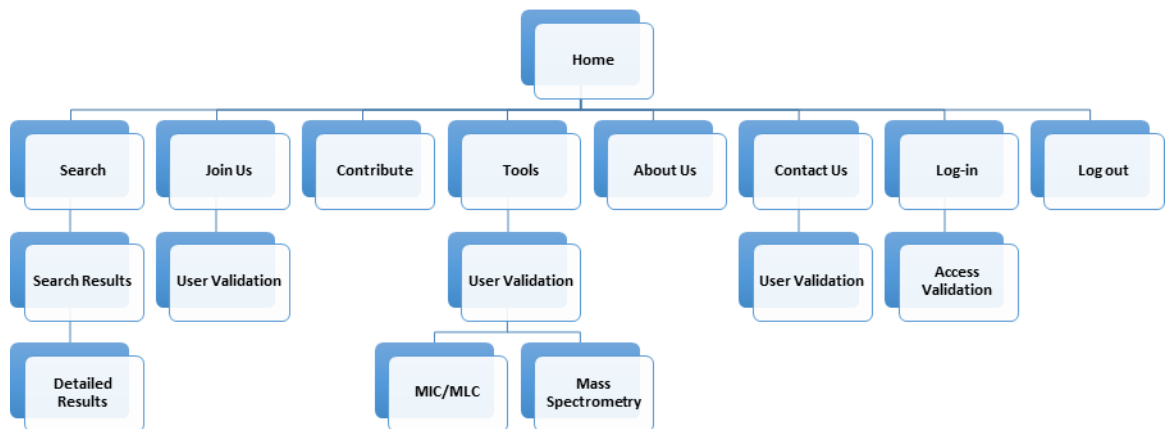 Home
Search
Join Us
Contribute
Tools
About Us
Contact Us
Log-in
Log out
Search Results
User Validation
User Validation
User Validation
Access
Validation
Detailed
Results
MIC/MLC
Mass
Spectrometry